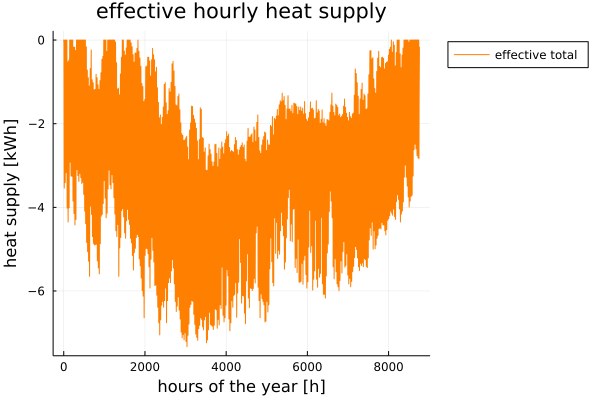 effective hourly heat supply
effective total
heat supply [kWh]
0
−2
−4
−6
0 2000 4000 6000 8000
hours of the year [h]